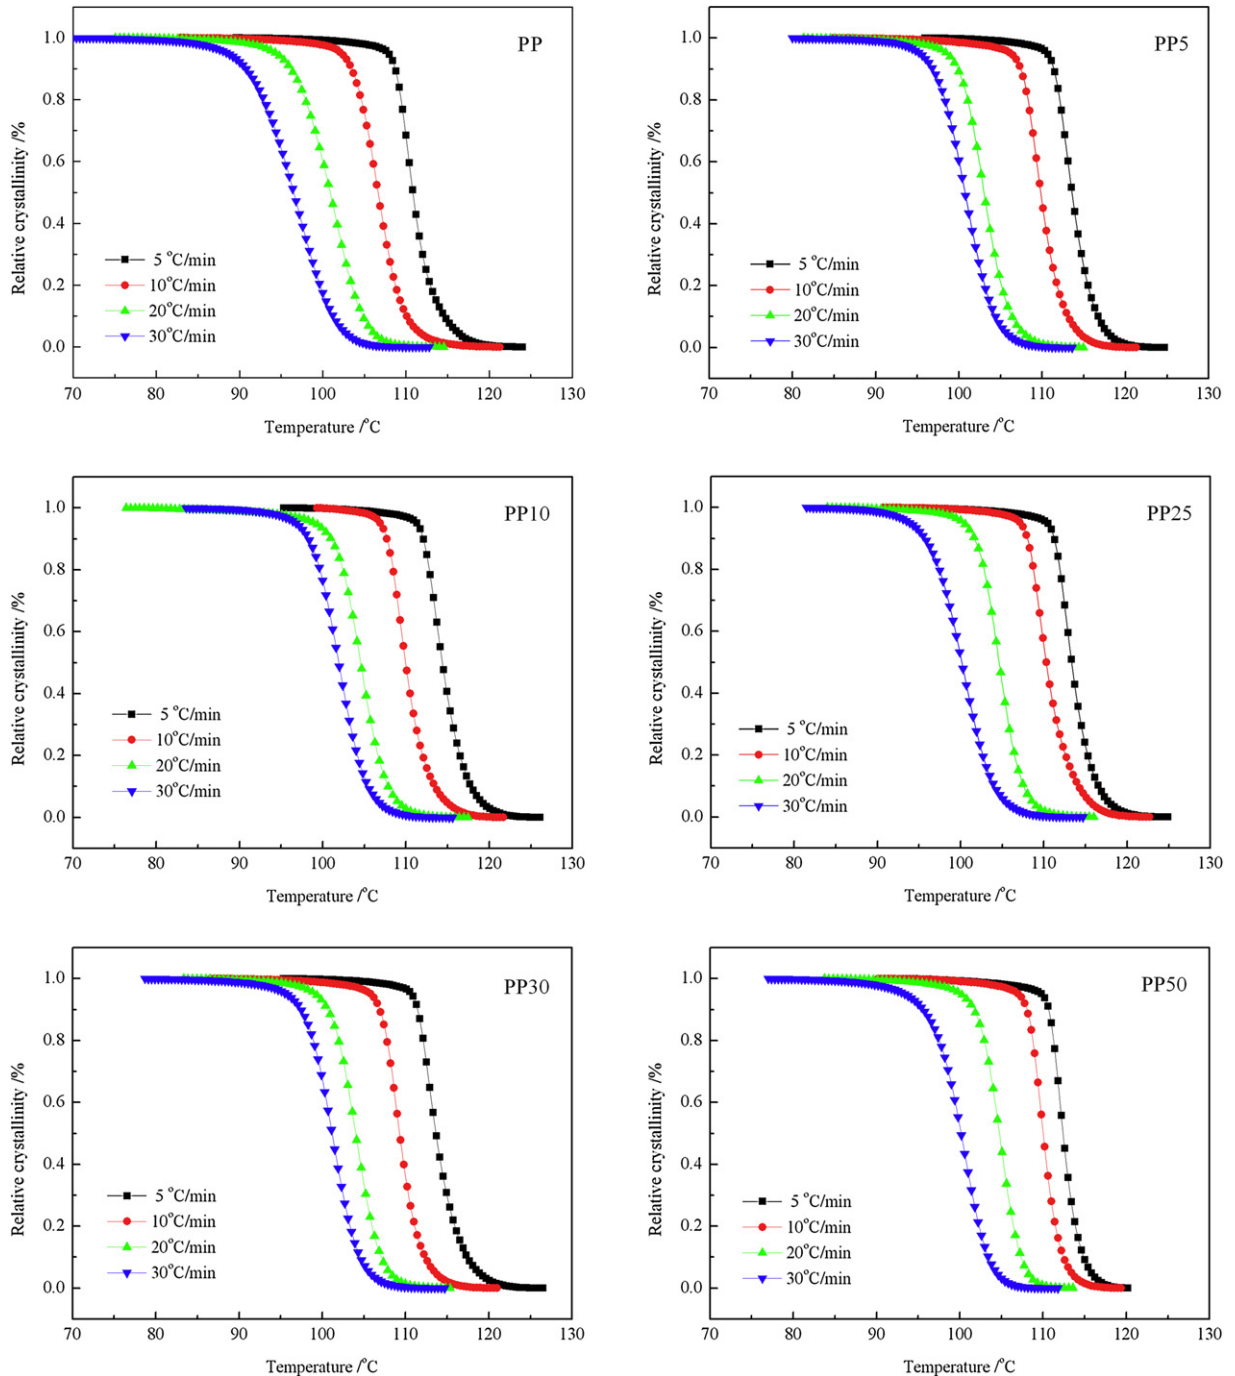 PP
Relative crystallinity /%
1.0
0.8
0.6
0.4
0.2
0.0
5 °C/min
10°C/min
20°C/min
30°C/min
70 80 90 100 110 120 130
Temperature /°C
PP5
Relative crystallinity /%
1.0
0.8
0.6
0.4
0.2
0.0
5 °C/min
10°C/min
20°C/min
30°C/min
70 80 90 100 110 120 130
Temperature /°C
PP10
Relative crystallinity /%
1.0
0.8
0.6
0.4
0.2
0.0
5 °C/min
10°C/min
20°C/min
30°C/min
70 80 90 100 110 120 130
Temperature /°C
PP25
Relative crystallinity /%
1.0
0.8
0.6
0.4
0.2
0.0
5 °C/min
10°C/min
20°C/min
30°C/min
70 80 90 100 110 120 130
Temperature /°C
PP30
Relative crystallinity /%
1.0
0.8
0.6
0.4
0.2
0.0
5 °C/min
10°C/min
20°C/min
30°C/min
70 80 90 100 110 120 130
Temperature /°C
PP50
Relative crystallinity /%
1.0
0.8
0.6
0.4
0.2
0.0
5 °C/min
10°C/min
20°C/min
30°C/min
70 80 90 100 110 120 130
Temperature /°C